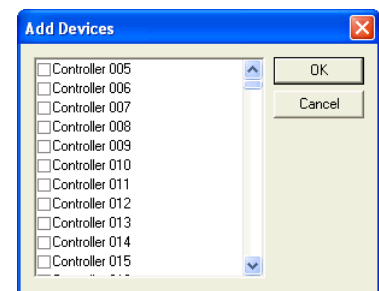 Add Devices
Controller 005
OK
Controller 006
Controller 007
Cancel
Controller 008
Controller 009
Controller 010
Controller 011
Controller 012
Controller 013
Controller 014
Controller 015